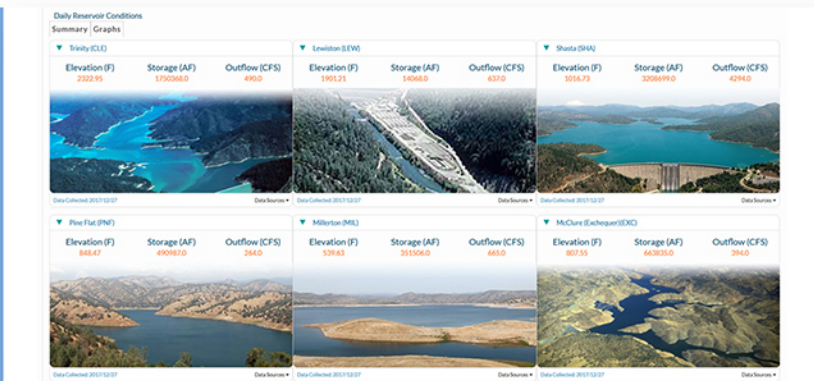 Daily Reservoir Conditions
Summary Graphs
▼ Trinity (CLE)
Elevation (F) Storage (AF) Outflow (CFS)
2322.95 1750368.0 490.0
Data Collected: 2017/12/27 Data Sources ▾
▼ Lewiston (LEW)
Elevation (F) Storage (AF) Outflow (CFS)
1901.21 14068.0 637.0
Data Collected: 2017/12/27 Data Sources ▾
▼ Shasta (SHA)
Elevation (F) Storage (AF) Outflow (CFS)
1016.73 3208699.0 4294.0
Data Collected: 2017/12/27 Data Sources ▾
▼ Pine Flat (PNF)
Elevation (F) Storage (AF) Outflow (CFS)
848.47 490987.0 264.0
Data Collected: 2017/12/27 Data Sources ▾
▼ Millerton (MIL)
Elevation (F) Storage (AF) Outflow (CFS)
539.63 351506.0 665.0
Data Collected: 2017/12/27 Data Sources ▾
▼ McClure (Exchequer)(EXC)
Elevation (F) Storage (AF) Outflow (CFS)
807.55 663835.0 394.0
Data Collected: 2017/12/27 Data Sources ▾